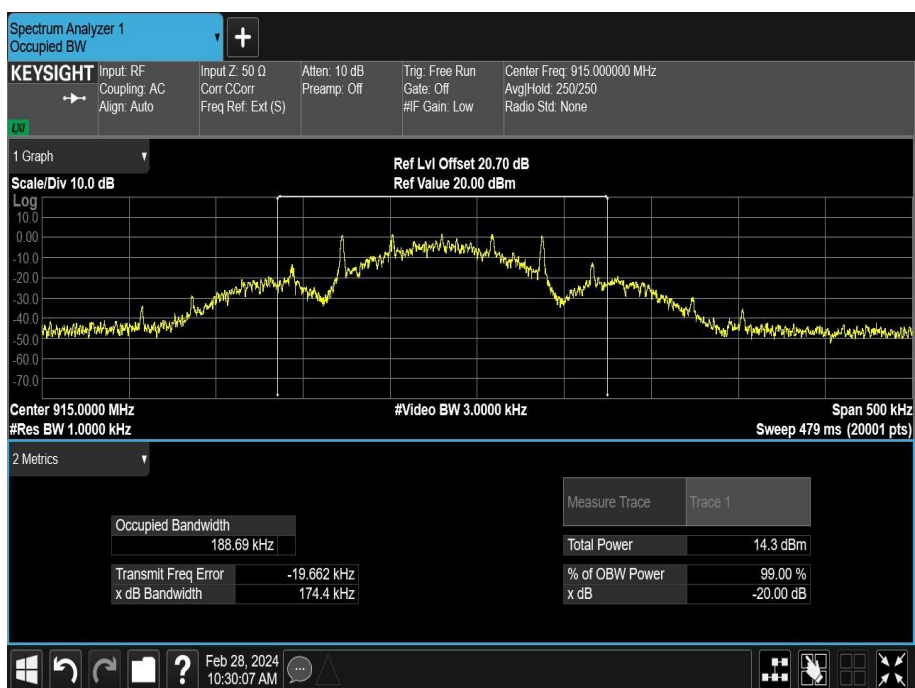 Spectrum Analyzer 1
Occupied BW
+
KEYSIGHT
LXI
Input: RF
Coupling: AC
Align: Auto
Input Z: 50 Ω
Corr CCorr
Freq Ref: Ext (S)
Atten: 10 dB
Preamp: Off
Trig: Free Run
Gate: Off
#IF Gain: Low
Center Freq: 915.000000 MHz
Avg|Hold: 250/250
Radio Std: None
1 Graph
Scale/Div 10.0 dB
Ref Lvl Offset 20.70 dB
Ref Value 20.00 dBm
Log
10.0
0.00
-10.0
-20.0
-30.0
-40.0
-50.0
-60.0
-70.0
Center 915.0000 MHz
#Res BW 1.0000 kHz
#Video BW 3.0000 kHz
Span 500 kHz
Sweep 479 ms (20001 pts)
2 Metrics
Measure Trace Trace 1
Occupied Bandwidth
188.69 kHz
Total Power 14.3 dBm
Transmit Freq Error -19.662 kHz
x dB Bandwidth 174.4 kHz
% of OBW Power 99.00 %
x dB -20.00 dB
?
Feb 28, 2024
10:30:07 AM